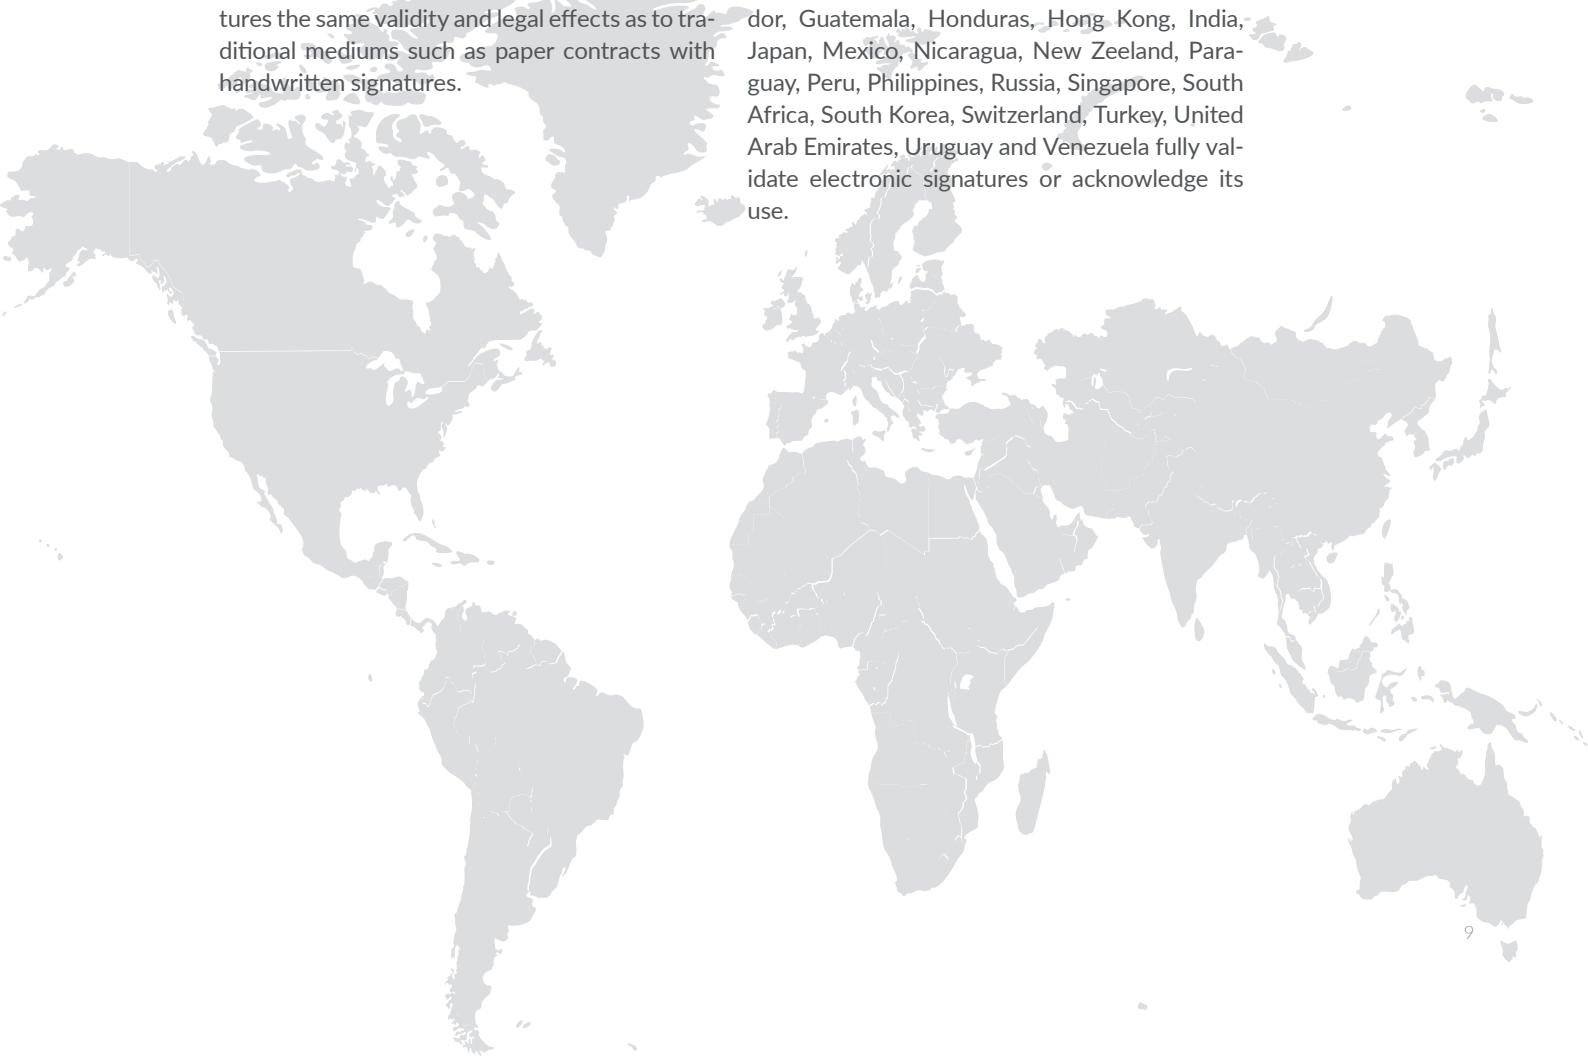 tures the same validity and legal effects as to tra-
ditional mediums such as paper contracts with
handwritten signatures.
dor, Guatemala, Honduras, Hong Kong, India,
Japan, Mexico, Nicaragua, New Zeeland, Para-
guay, Peru, Philippines, Russia, Singapore, South
Africa, South Korea, Switzerland, Turkey, United
Arab Emirates, Uruguay and Venezuela fully val-
idate electronic signatures or acknowledge its
use.
9